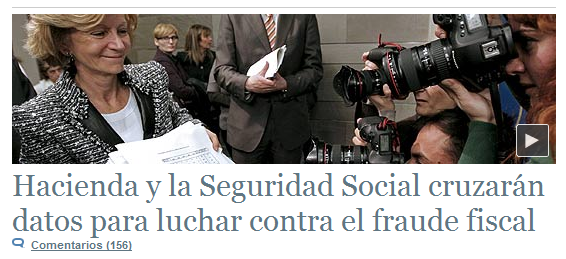 Hacienda y la Seguridad Social cruzarán
datos para luchar contra el fraude fiscal
Comentarios (156)